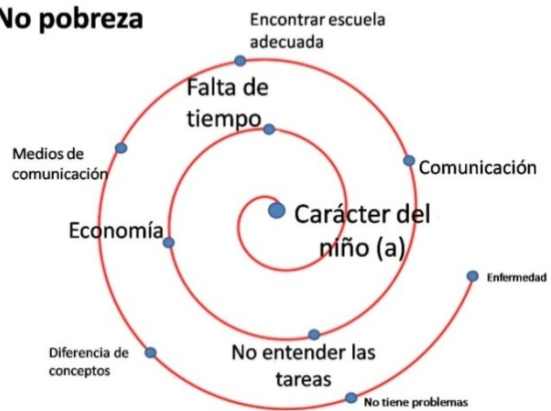 No pobreza
Encontrar escuela
adecuada
Falta de
tiempo
Medios de
comunicación
Comunicación
Carácter del
niño (a)
Economía
Enfermedad
Diferencia de
conceptos
No entender las
tareas
No tiene problemas